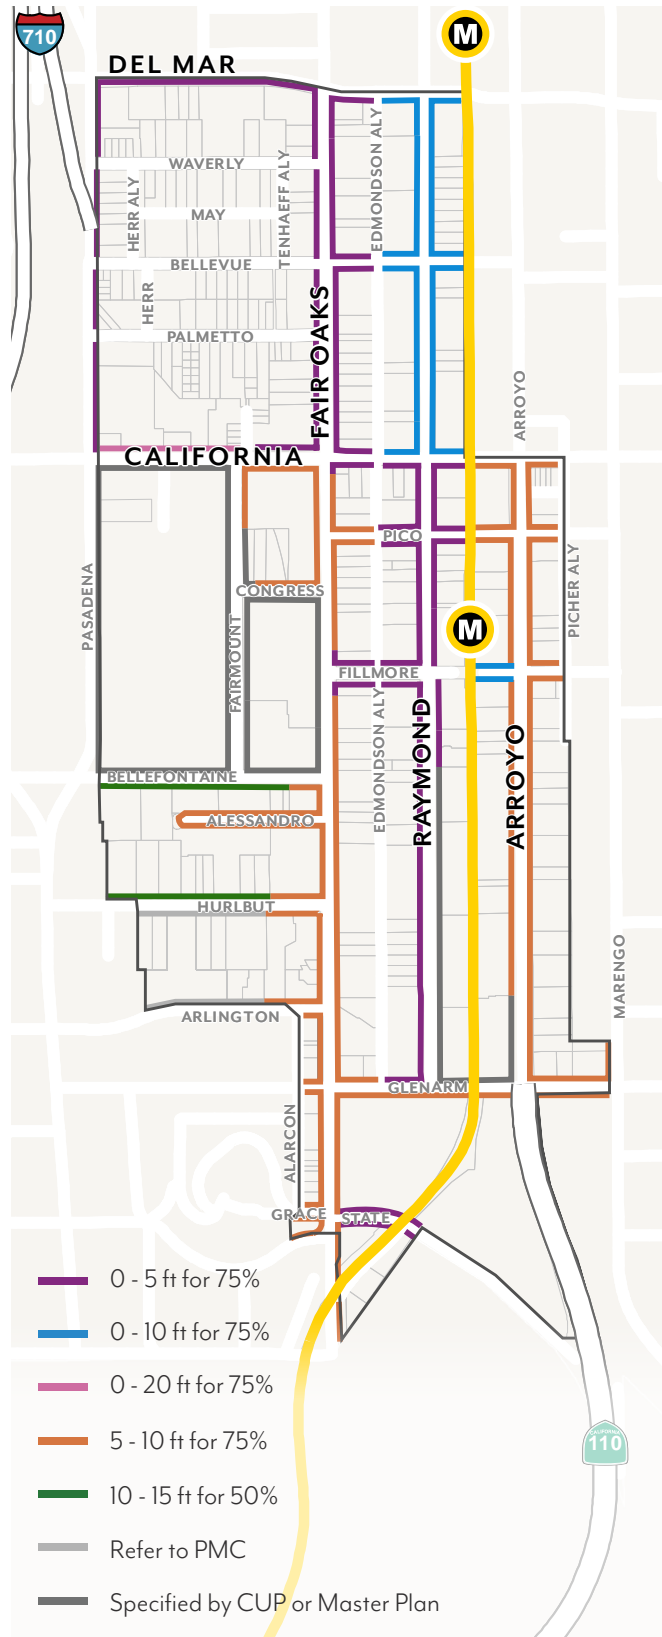 710
M
DEL MAR
WAVERLY
MAY
BELLEVUE
PALMETTO
HERR ALY
HERR
TENHAEFF ALY
EDMONDSON ALY
FAIR OAKS
ARROYO
CALIFORNIA
PICO
CONGRESS
PASADENA
FAIRMOUNT
PICHER ALY
M
FILLMORE
EDMONDSON ALY
RAYMOND
ARROYO
BELLEFONTAINE
ALESSANDRO
HURLBUT
ARLINGTON
MARENGO
GLENARM
ALARCON
GRACE
STATE
0 - 5 ft for 75%
0 - 10 ft for 75%
0 - 20 ft for 75%
5 - 10 ft for 75%
10 - 15 ft for 50%
Refer to PMC
Specified by CUP or Master Plan
CALIFORNIA
110